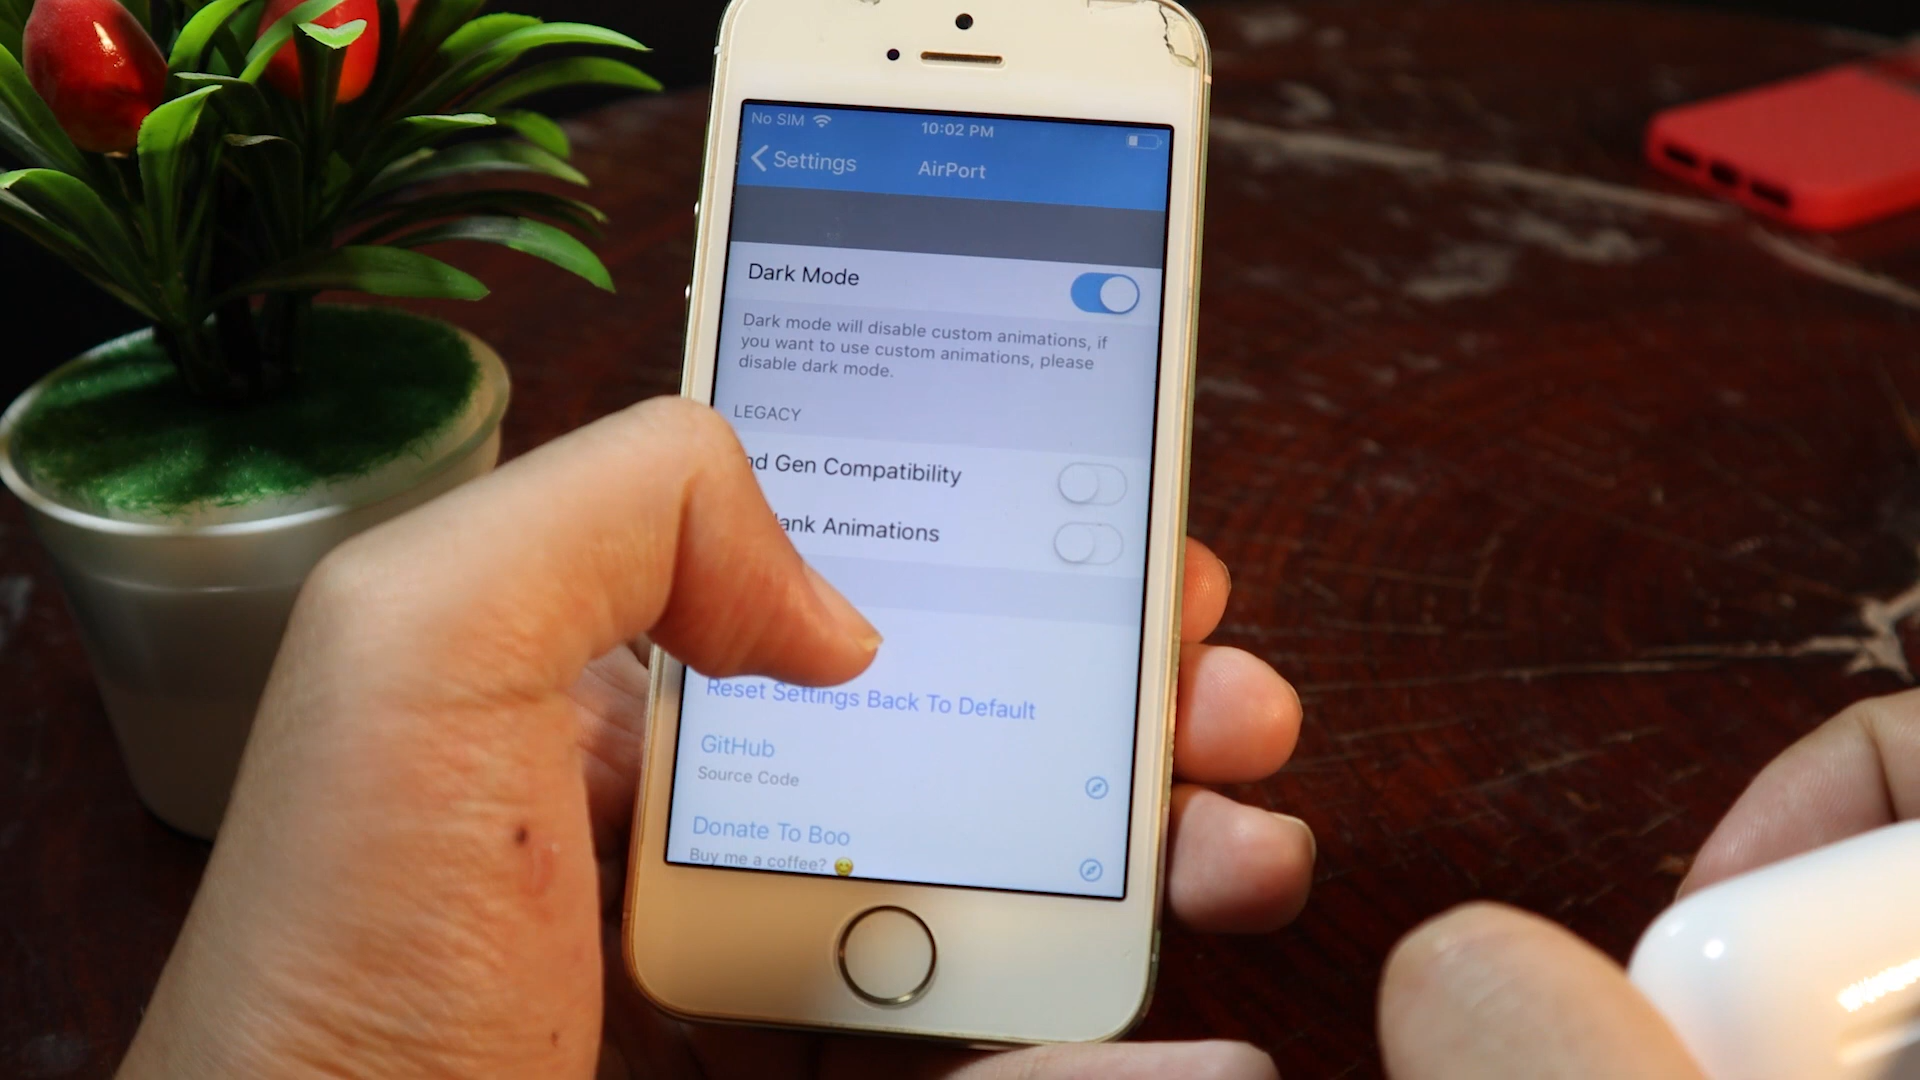 No SIM 10:02 PM
Settings AirPort
Dark Mode
Dark mode will disable custom animations, if
you want to use custom animations, please
disable dark mode.
LEGACY
nd Gen Compatibility
lank Animations
Reset Settings Back To Default
GitHub
Source Code
Donate To Boo
Buy me a coffee? 😊